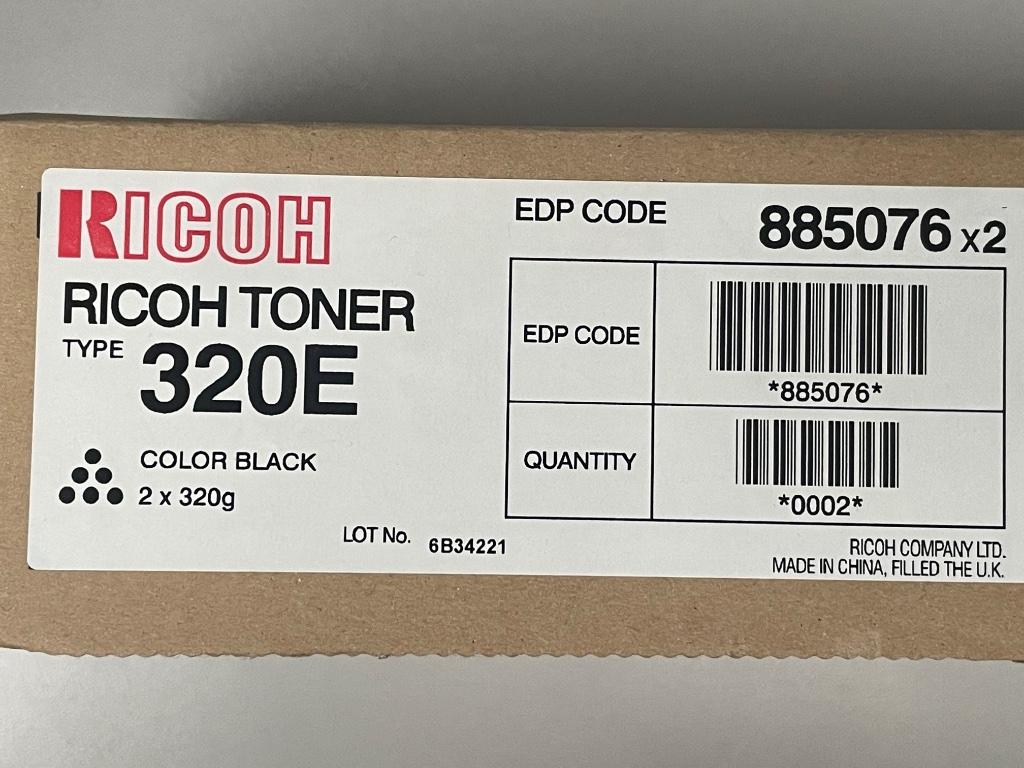 RICOH
RICOH TONER
TYPE 320E
COLOR BLACK
2 x 320g
LOT No. 6B34221
EDP CODE 885076 x2
EDP CODE
*885076*
QUANTITY
*0002*
RICOH COMPANY LTD.
MADE IN CHINA, FILLED THE U.K.